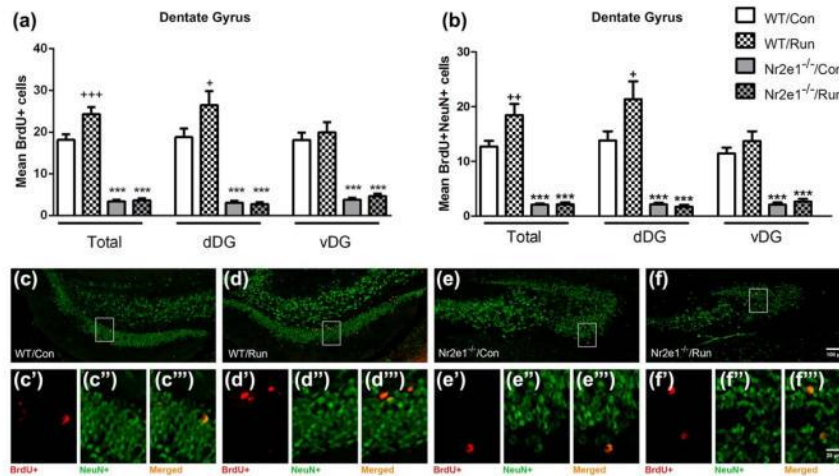 (a)
Dentate Gyrus
Mean BrdU+ cells
40
30
20
10
0
+++
+
*** ***
*** ***
*** ***
Total
dDG
vDG
(b)
Dentate Gyrus
Mean BrdU+NeuN+ cells
30
20
10
0
++
+
*** ***
*** ***
*** ***
Total
dDG
vDG
WT/Con
WT/Run
Nr2e1-/-/Con
Nr2e1-/-/Run
(c)
WT/Con
(d)
WT/Run
(e)
Nr2e1-/-/Con
(f)
Nr2e1-/-/Run
(c') (c'') (c''') (d') (d'') (d''') (e') (e'') (e''') (f') (f'') (f''')
BrdU+ NeuN+ Merged BrdU+ NeuN+ Merged BrdU+ NeuN+ Merged BrdU+ NeuN+ Merged